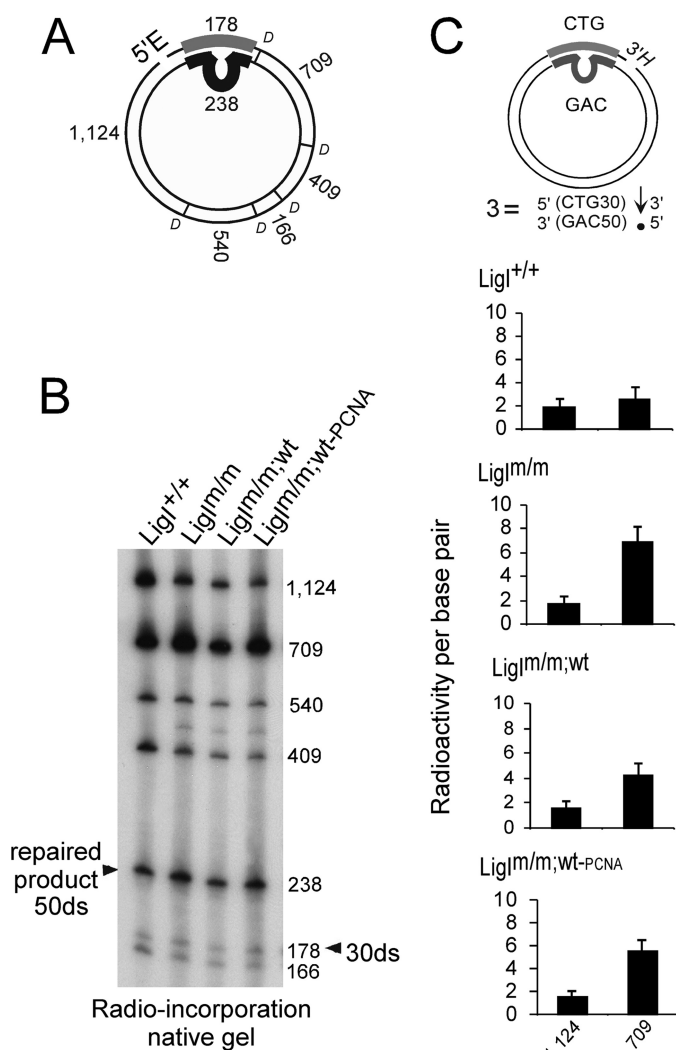 A
178
D
5'E
709
238
1,124
D
409
D
166
D
540
D
C
CTG
3'H
GAC
3= 5' (CTG30) 3'
3' (GAC50) • 5'
B
LigI+/+
LigIm/m
LigIm/m;wt
LigIm/m;wt-PCNA
1,124
709
540
409
repaired
product
50ds
238
178
30ds
166
Radio-incorporation
native gel
Radioactivity per base pair
LigI+/+
10
8
6
4
2
0
LigIm/m
10
8
6
4
2
0
LigIm/m;wt
10
8
6
4
2
0
LigIm/m;wt-PCNA
10
8
6
4
2
0
124
709